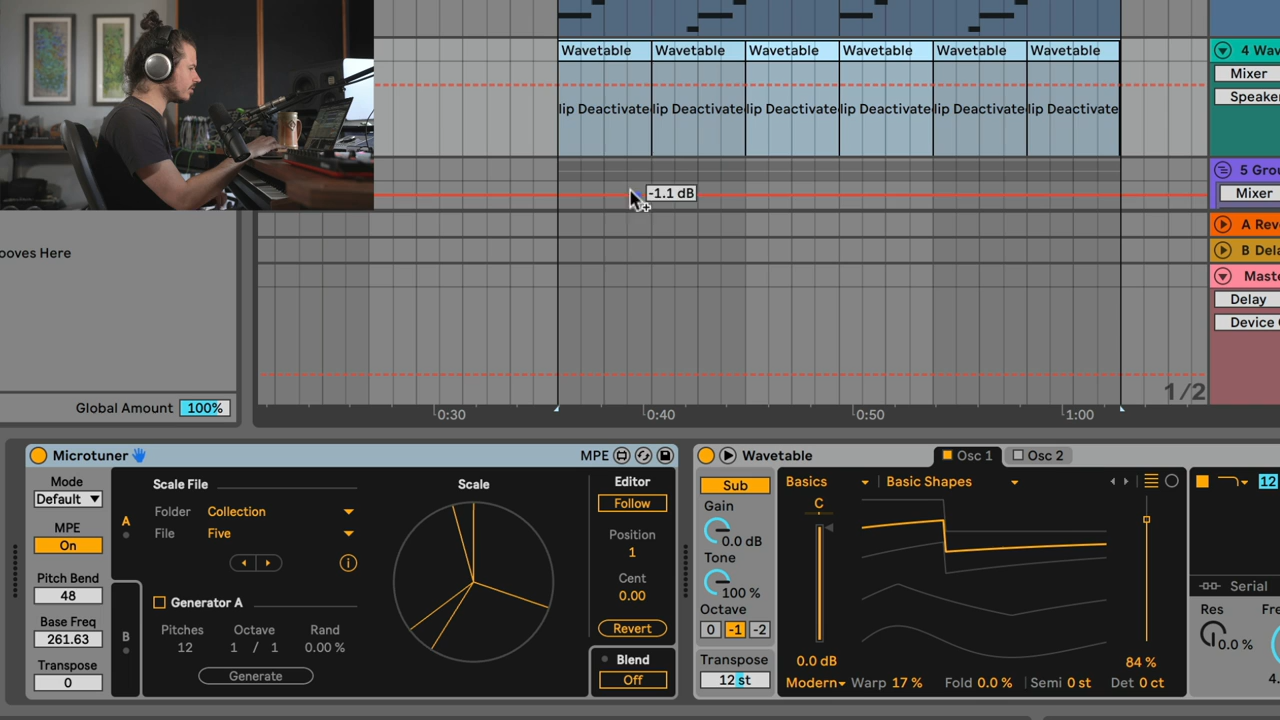 Wavetable Wavetable Wavetable Wavetable Wavetable Wavetable
lip Deactivate lip Deactivate lip Deactivate lip Deactivate lip Deactivate lip Deactivate
4 Wav
Mixer
Speaker
-1.1 dB
5 Grou
Mixer
A Rev
B Dela
Maste
Delay
Device
ooves Here
Global Amount 100%
0:30 0:40 0:50 1:00
1/2
Microtuner MPE
Mode
Default
MPE
On
Pitch Bend
48
Base Freq
261.63
Transpose
0
A
B
Scale File
Folder Collection
File Five
Generator A
Pitches Octave Rand
12 1 / 1 0.00 %
Generate
Scale
Editor
Follow
Position
1
Cent
0.00
Revert
Blend
Off
Wavetable Osc 1 Osc 2
Sub
Gain
0.0 dB
Tone
100 %
Octave
0 -1 -2
Transpose
12 st
Basics Basic Shapes
C
0.0 dB 84 %
Modern Warp 17 % Fold 0.0 % Semi 0 st Det 0 ct
12
Serial
Res Fre
0.0 % 4.